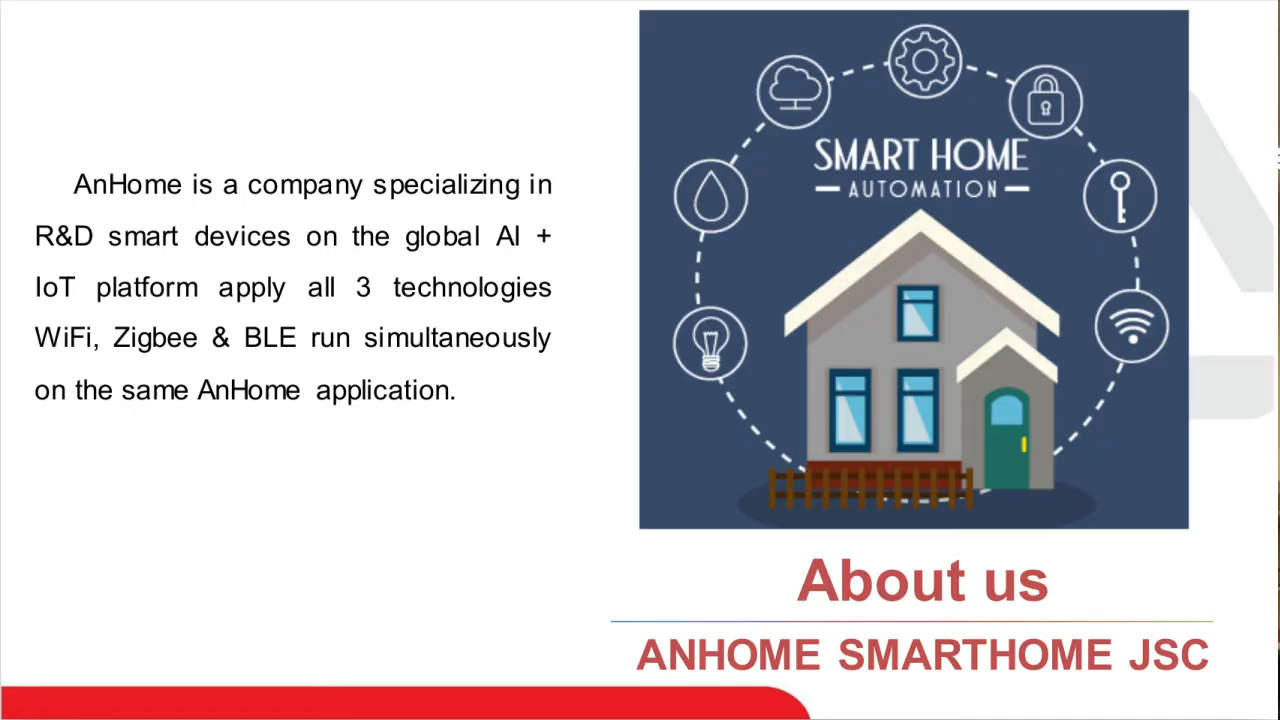 AnHome is a company specializing in
R&D smart devices on the global AI +
IoT platform apply all 3 technologies
WiFi, Zigbee & BLE run simultaneously
on the same AnHome application.
SMART HOME
AUTOMATION
About us
ANHOME SMARTHOME JSC